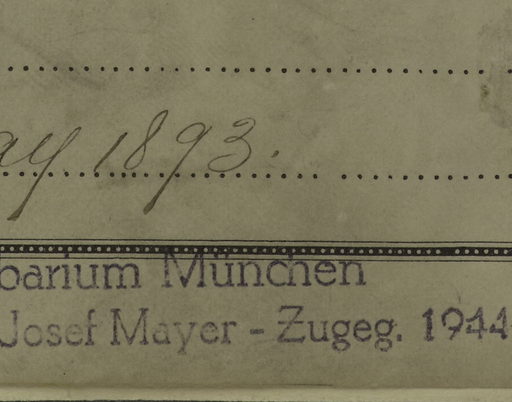 ay 1893.
barium München
Josef Mayer - Zugeg. 1944